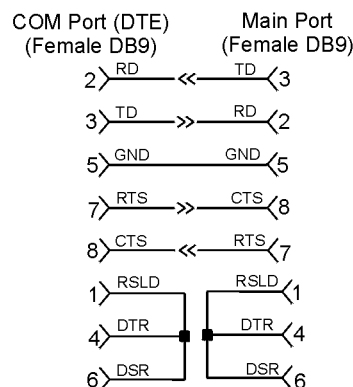 COM Port (DTE) Main Port
(Female DB9) (Female DB9)
2 RD << TD 3
3 TD >> RD 2
5 GND GND 5
7 RTS >> CTS 8
8 CTS << RTS 7
1 RSLD RSLD 1
4 DTR DTR 4
6 DSR DSR 6